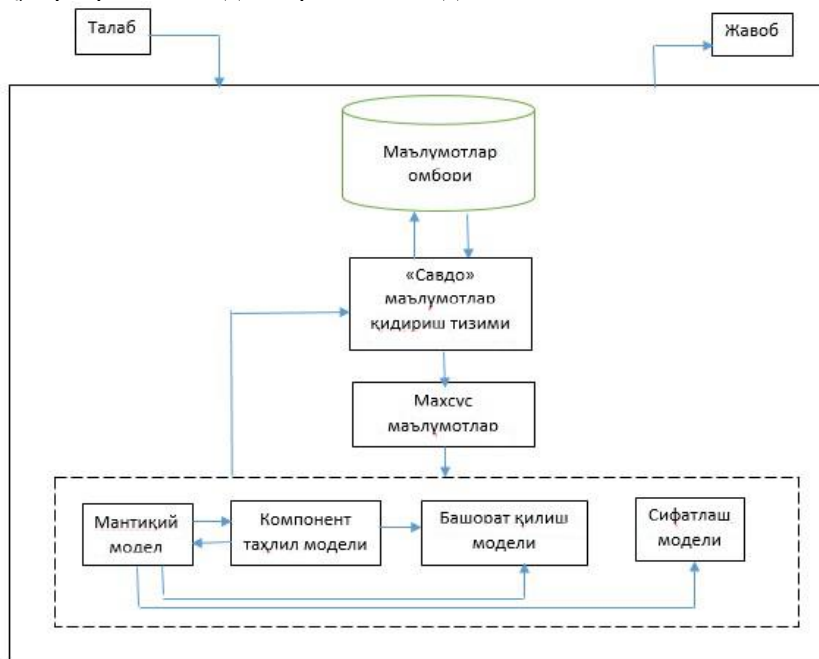 Талаб
Жавоб
Маълумотлар
омбори
«Савдо»
маълумотлар
қидириш тизими
Махсус
маълумотлар
Мантиқий
модел
Компонент
таҳлил модели
Башорат қилиш
модели
Сифатлаш
модели